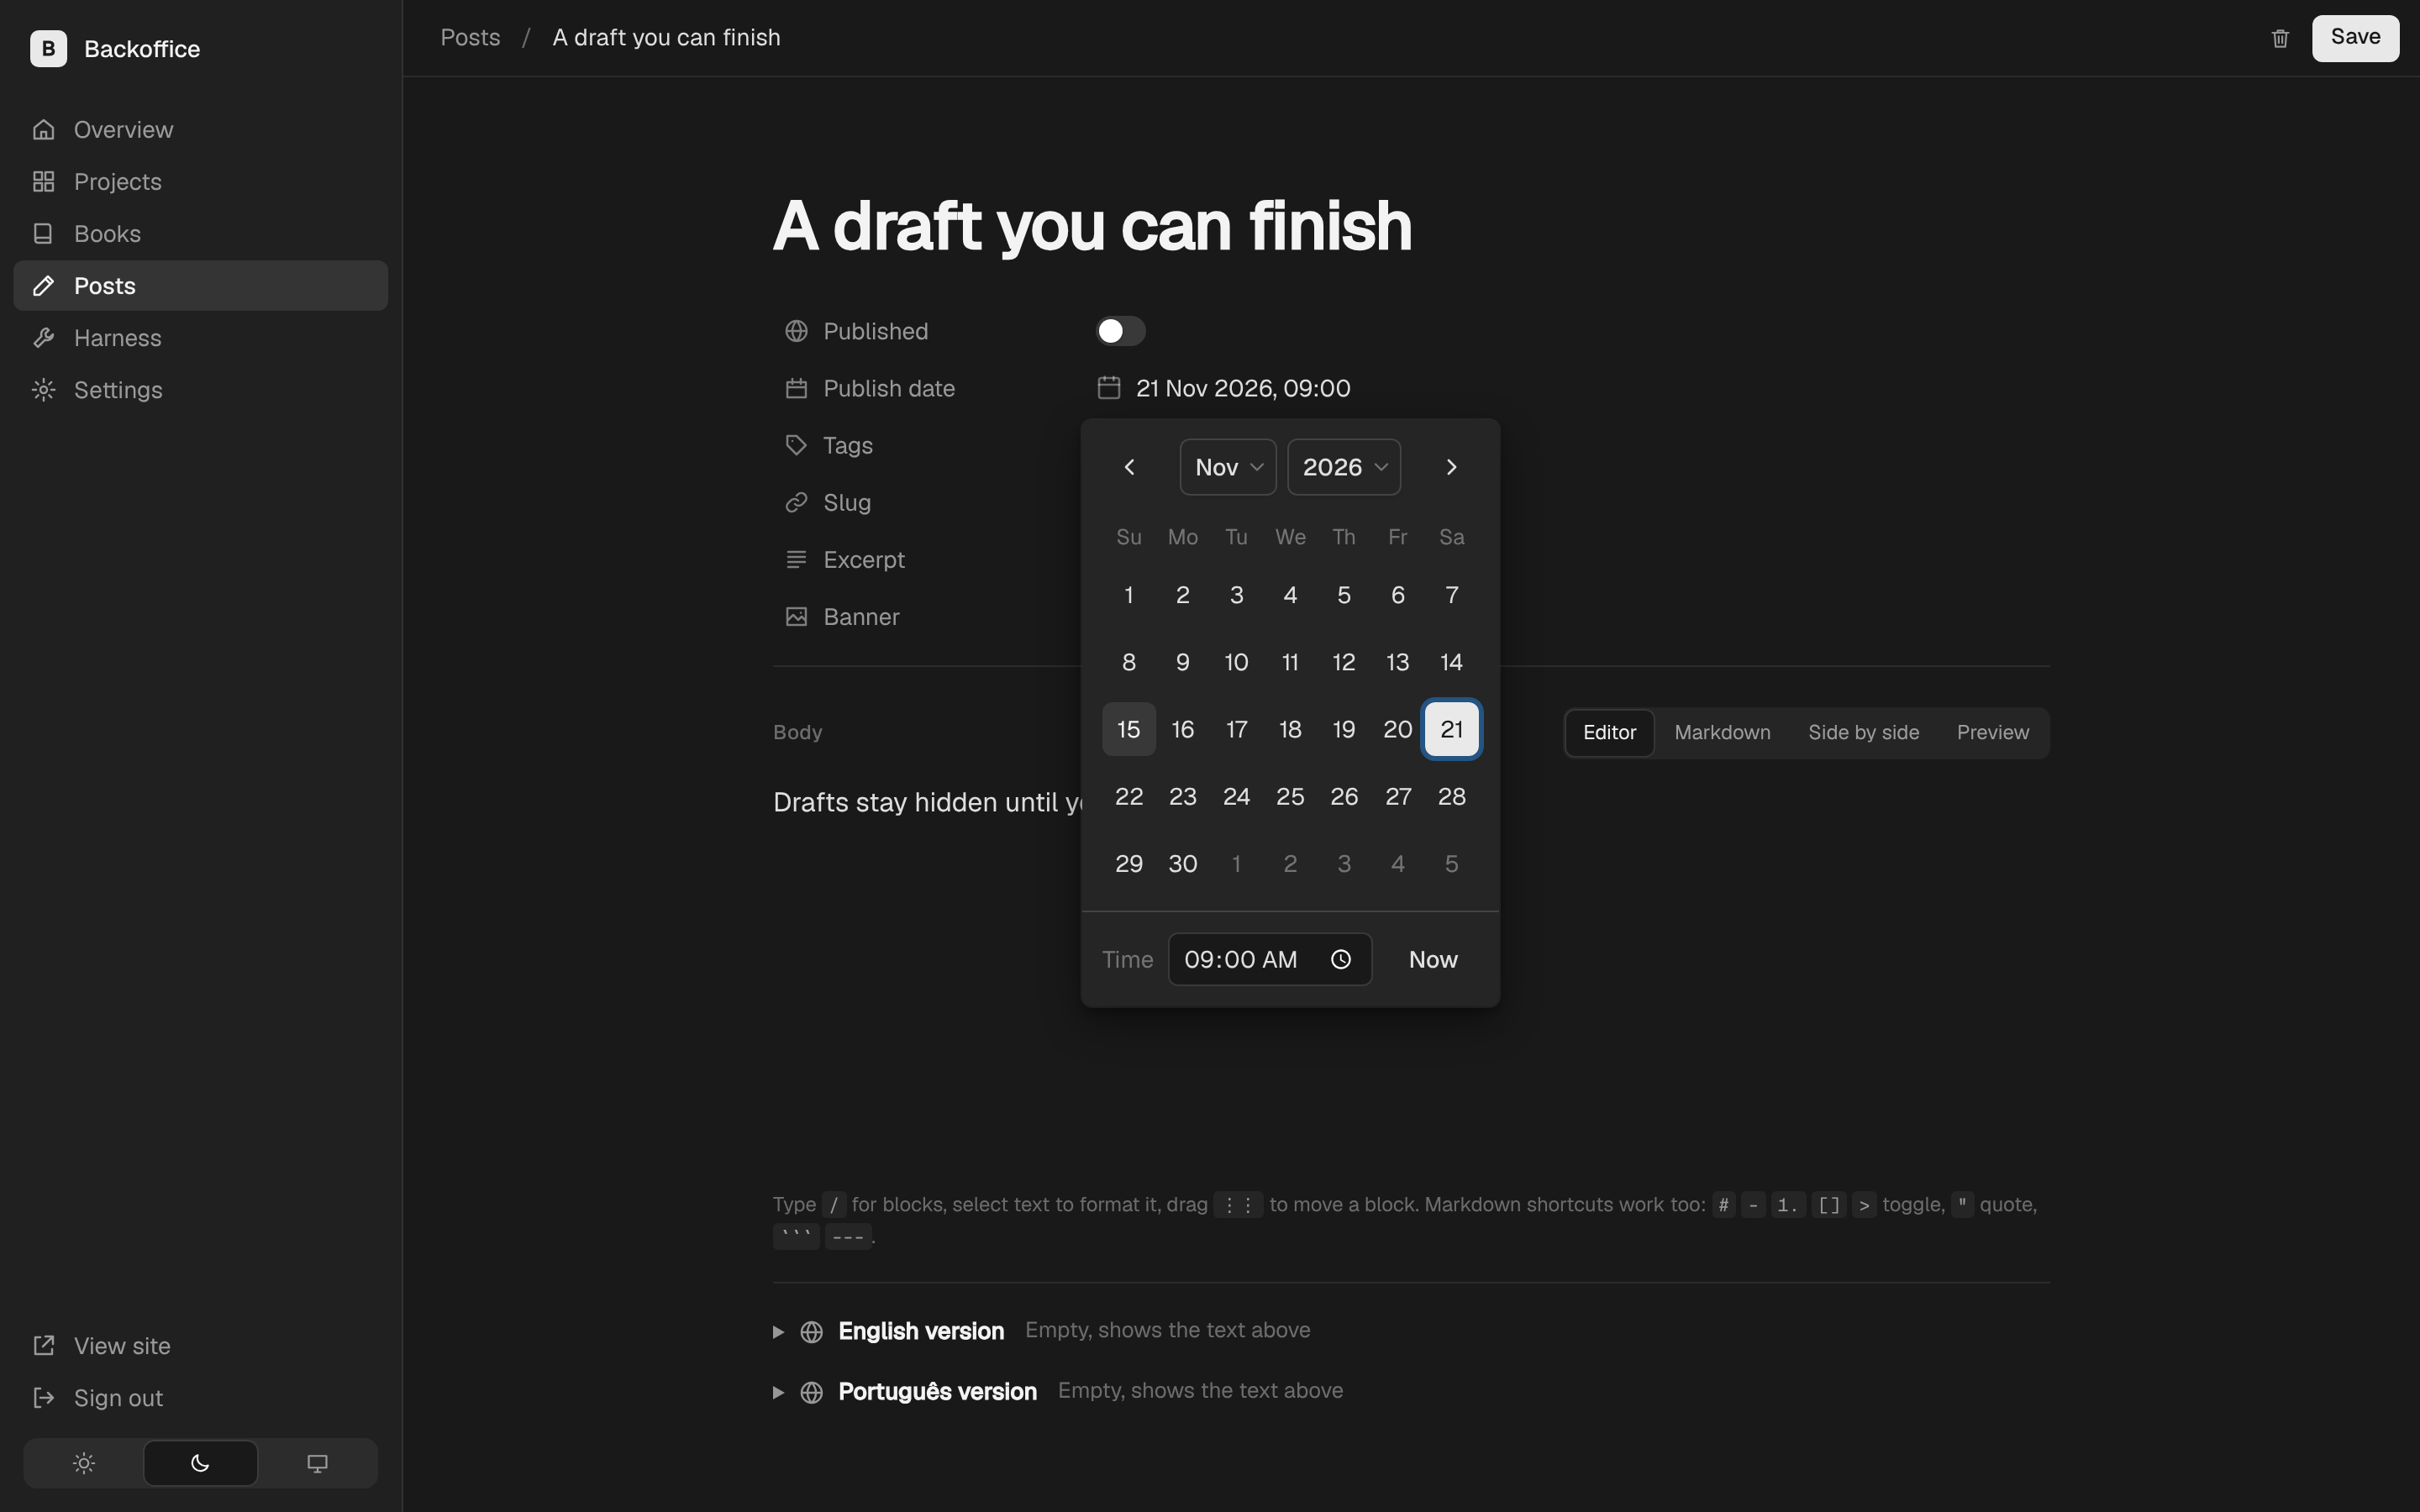 B Backoffice
Overview
Projects
Books
Posts
Harness
Settings
View site
Sign out
Posts / A draft you can finish
Save
A draft you can finish
Published
Publish date 21 Nov 2026, 09:00
Tags
Slug
Excerpt
Banner
Nov 2026
Su Mo Tu We Th Fr Sa
1 2 3 4 5 6 7
8 9 10 11 12 13 14
15 16 17 18 19 20 21
22 23 24 25 26 27 28
29 30 1 2 3 4 5
Time 09:00 AM Now
Body
Editor Markdown Side by side Preview
Drafts stay hidden until
Type / for blocks, select text to format it, drag ⋮⋮ to move a block. Markdown shortcuts work too: # - 1. [] > toggle, " quote,
``` ---.
English version Empty, shows the text above
Português version Empty, shows the text above